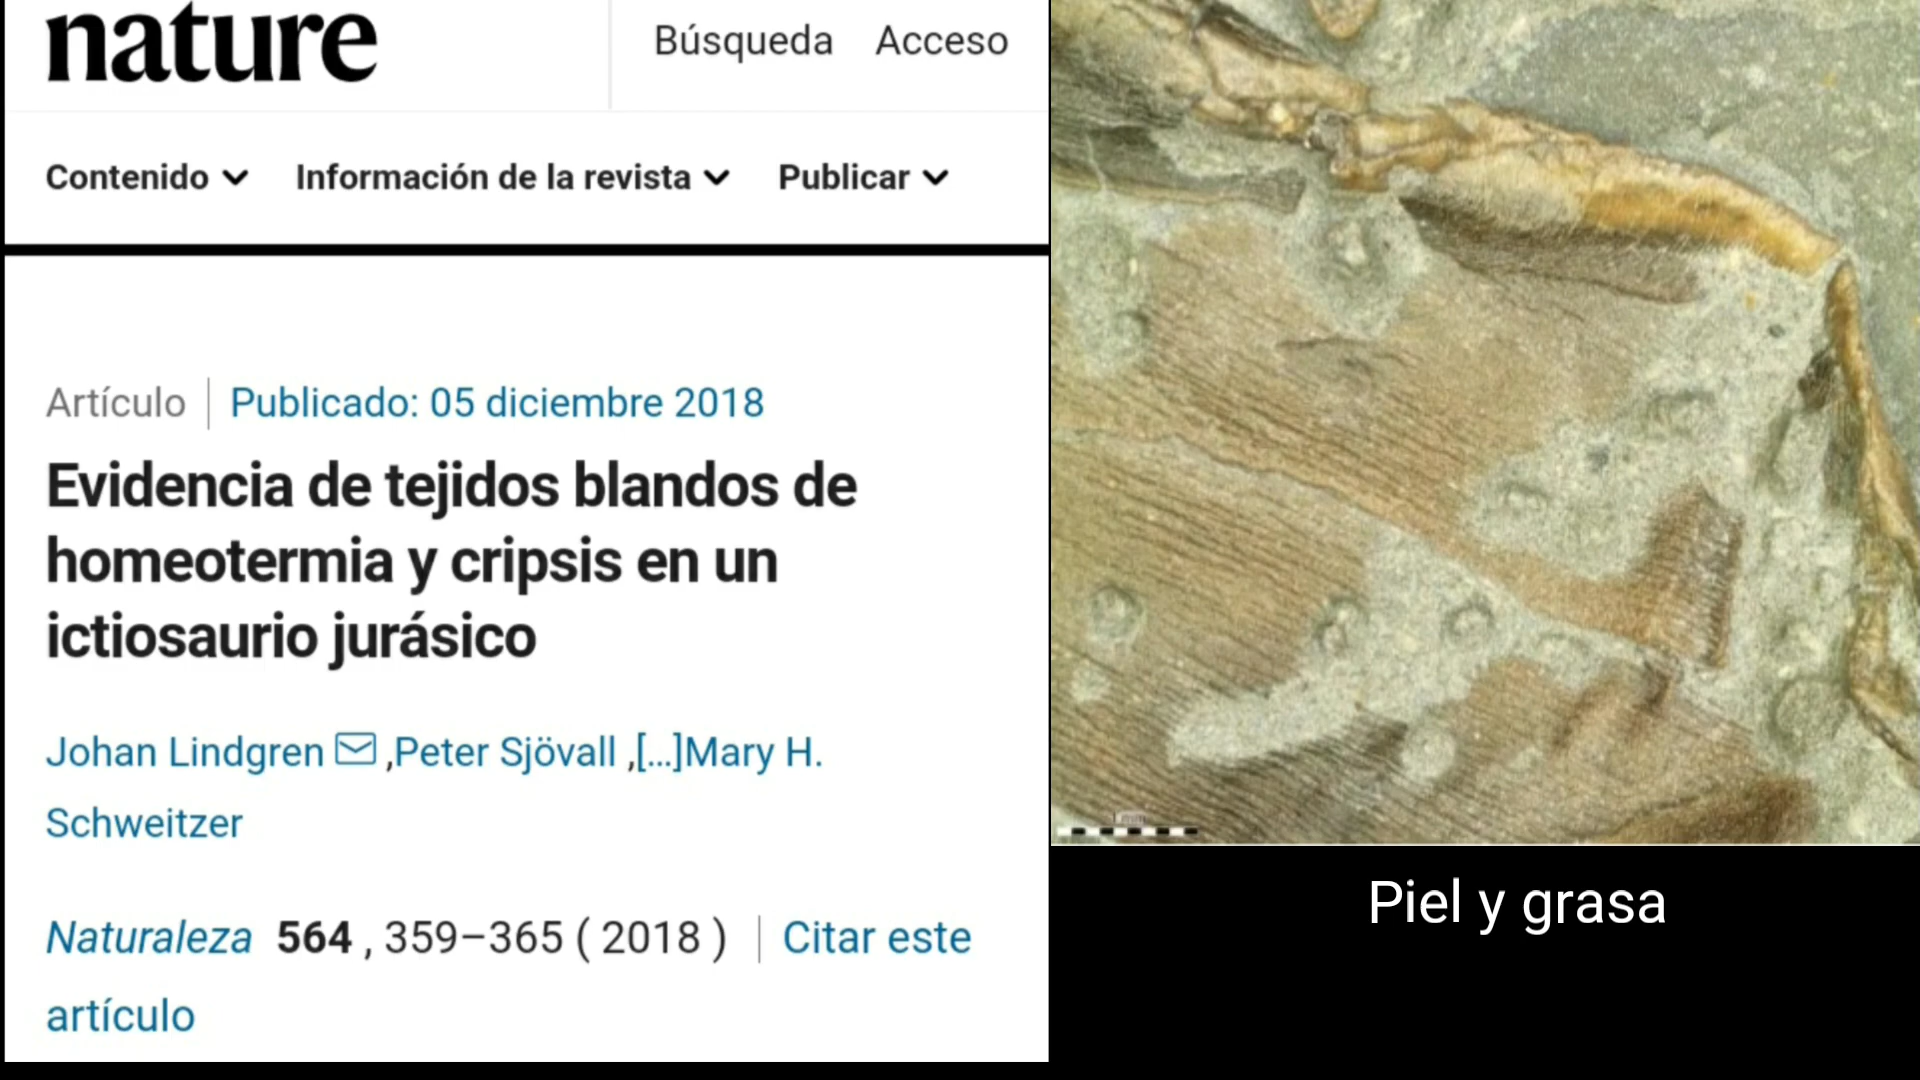 nature
Búsqueda Acceso
Contenido Información de la revista Publicar
Artículo | Publicado: 05 diciembre 2018
Evidencia de tejidos blandos de
homeotermia y cripsis en un
ictiosaurio jurásico
Johan Lindgren ,Peter Sjövall ,[...]Mary H.
Schweitzer
Naturaleza 564 , 359–365 ( 2018 ) | Citar este
artículo
1 mm
Piel y grasa